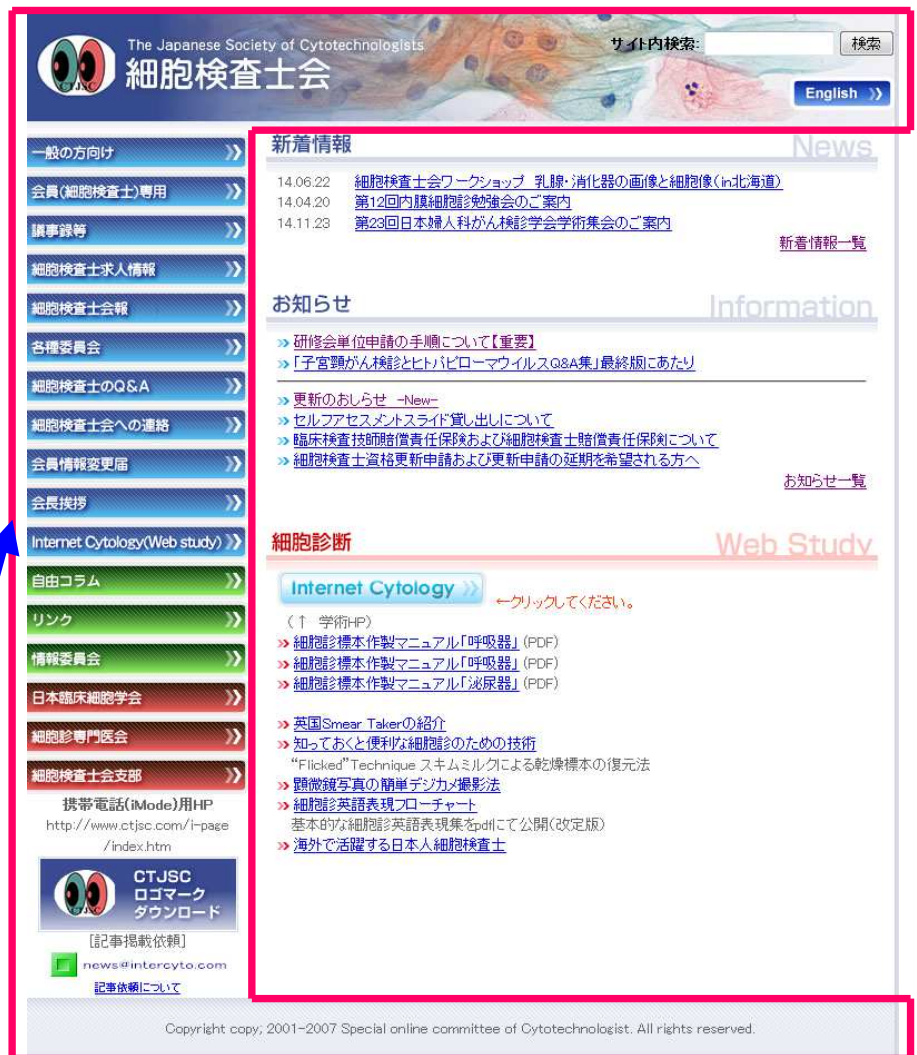 The Japanese Society of Cytotechnologists
細胞検査士会
CTJSC
サイト内検索:
検索
English
一般の方向け
会員(細胞検査士)専用
議事録等
細胞検査士求人情報
細胞検査士会報
各種委員会
細胞検査士のQ&A
細胞検査士会への連絡
会員情報変更届
会長挨拶
Internet Cytology(Web study)
自由コラム
リンク
情報委員会
日本臨床細胞学会
細胞診専門医会
細胞検査士会支部
携帯電話(iMode)用HP
http://www.ctjsc.com/i-page
/index.htm
CTJSC
CTJSC
ロゴマーク
ダウンロード
[記事掲載依頼]
news@intercyto.com
記事依頼について
新着情報 News
14.06.22 細胞検査士会ワークショップ 乳腺・消化器の画像と細胞像(in北海道)
14.04.20 第12回内膜細胞診勉強会のご案内
14.11.23 第23回日本婦人科がん検診学会学術集会のご案内
新着情報一覧
お知らせ Information
» 研修会単位申請の手順について【重要】
» 「子宮頸がん検診とヒトパピローマウイルスQ&A集」最終版にあたり
» 更新のおしらせ -New-
» セルフアセスメントスライド貸し出しについて
» 臨床検査技師賠償責任保険および細胞検査士賠償責任保険について
» 細胞検査士資格更新申請および更新申請の延期を希望される方へ
お知らせ一覧
細胞診断 Web Study
Internet Cytology
←クリックしてください。
(↑ 学術HP)
» 細胞診標本作製マニュアル「呼吸器」(PDF)
» 細胞診標本作製マニュアル「呼吸器」(PDF)
» 細胞診標本作製マニュアル「泌尿器」(PDF)
» 英国Smear Takerの紹介
» 知っておくと便利な細胞診のための技術
“Flicked”Technique スキムミルクによる乾燥標本の復元法
» 顕微鏡写真の簡単デジカメ撮影法
» 細胞診英語表現フローチャート
基本的な細胞診英語表現集をpdfにて公開(改定版)
» 海外で活躍する日本人細胞検査士
Copyright copy; 2001-2007 Special online committee of Cytotechnologist. All rights reserved.